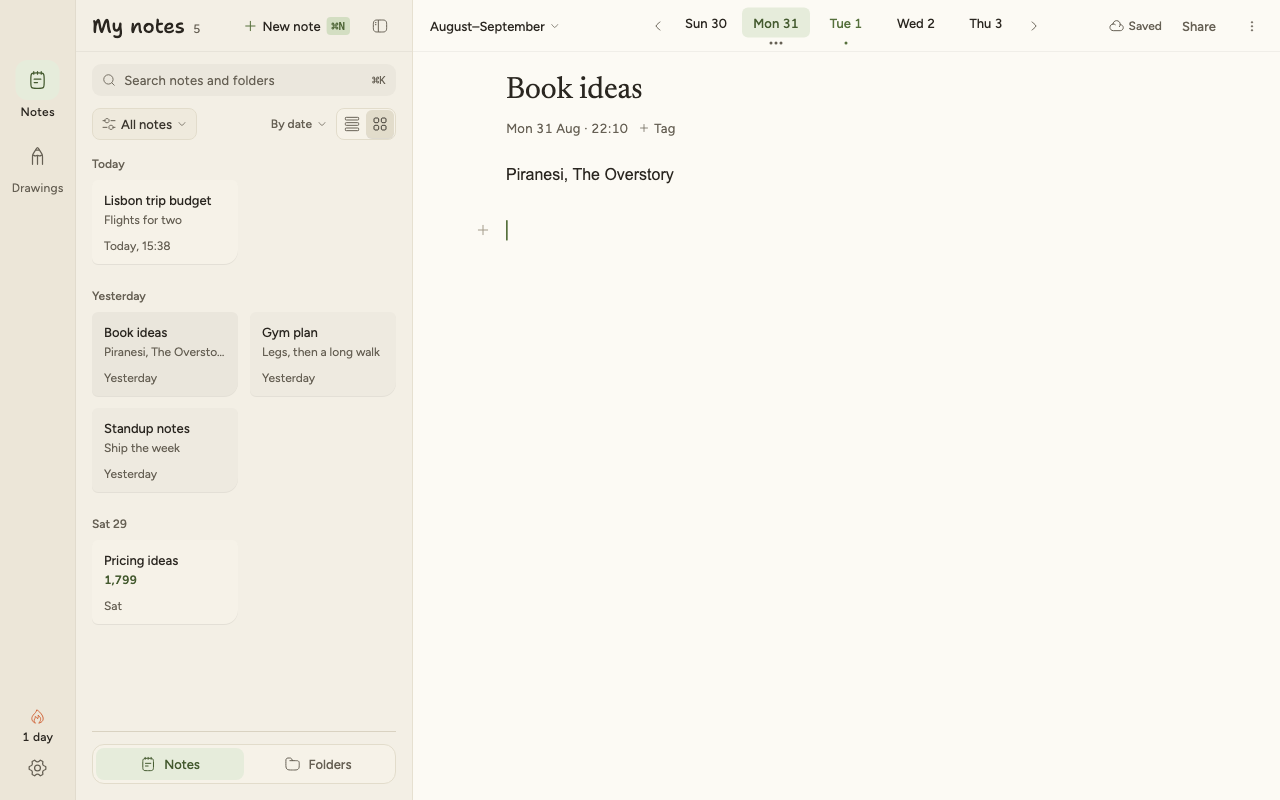 My notes 5
New note ⌘N
Search notes and folders ⌘K
All notes
By date
Today
Lisbon trip budget
Flights for two
Today, 15:38
Yesterday
Book ideas
Piranesi, The Oversto…
Yesterday
Gym plan
Legs, then a long walk
Yesterday
Standup notes
Ship the week
Yesterday
Sat 29
Pricing ideas
1,799
Sat
Notes
Folders
Notes
Drawings
1 day
August–September
Sun 30
Mon 31
Tue 1
Wed 2
Thu 3
Saved
Share
Book ideas
Mon 31 Aug · 22:10 + Tag
Piranesi, The Overstory